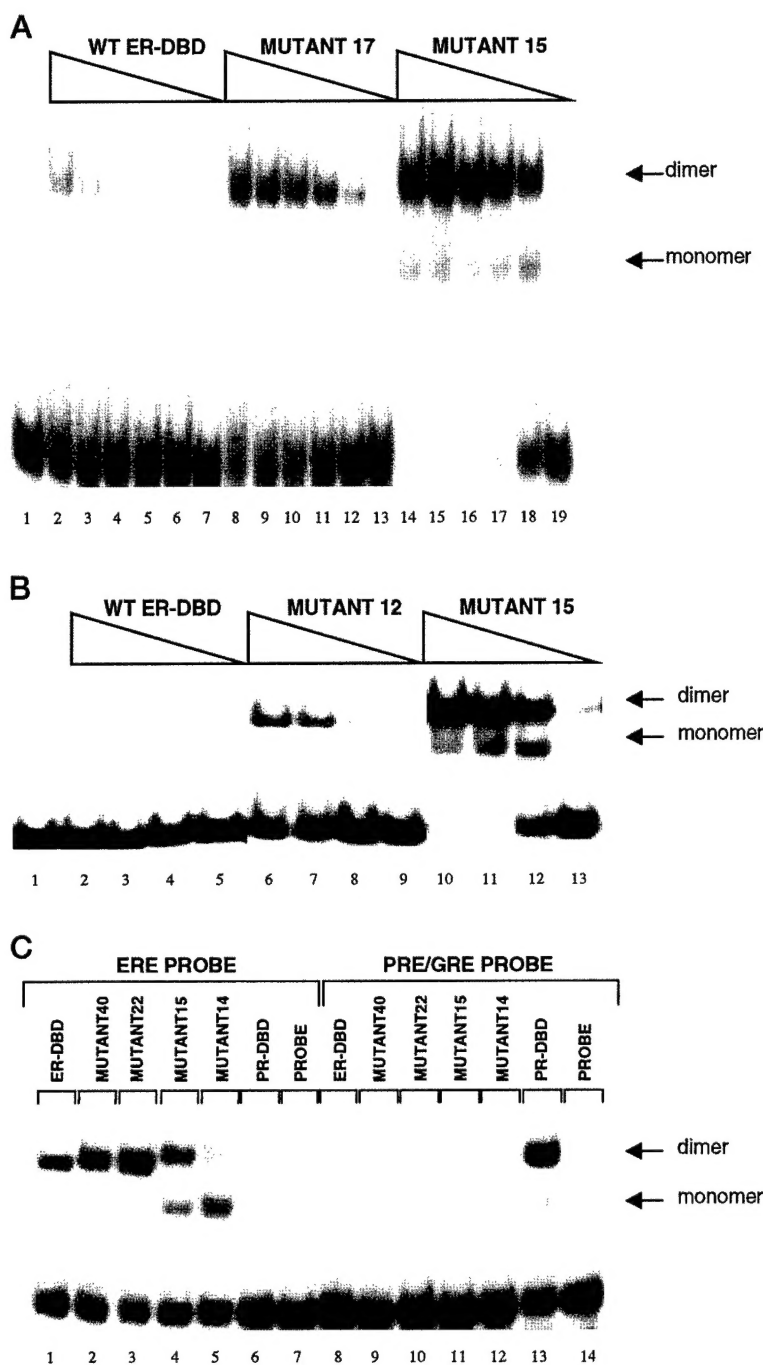 A
WT ER-DBD MUTANT 17 MUTANT 15
dimer
monomer
1 2 3 4 5 6 7 8 9 10 11 12 13 14 15 16 17 18 19
B
WT ER-DBD MUTANT 12 MUTANT 15
dimer
monomer
1 2 3 4 5 6 7 8 9 10 11 12 13
C
ERE PROBE PRE/GRE PROBE
ER-DBD MUTANT40 MUTANT22 MUTANT15 MUTANT14 PR-DBD PROBE ER-DBD MUTANT40 MUTANT22 MUTANT15 MUTANT14 PR-DBD PROBE
dimer
monomer
1 2 3 4 5 6 7 8 9 10 11 12 13 14